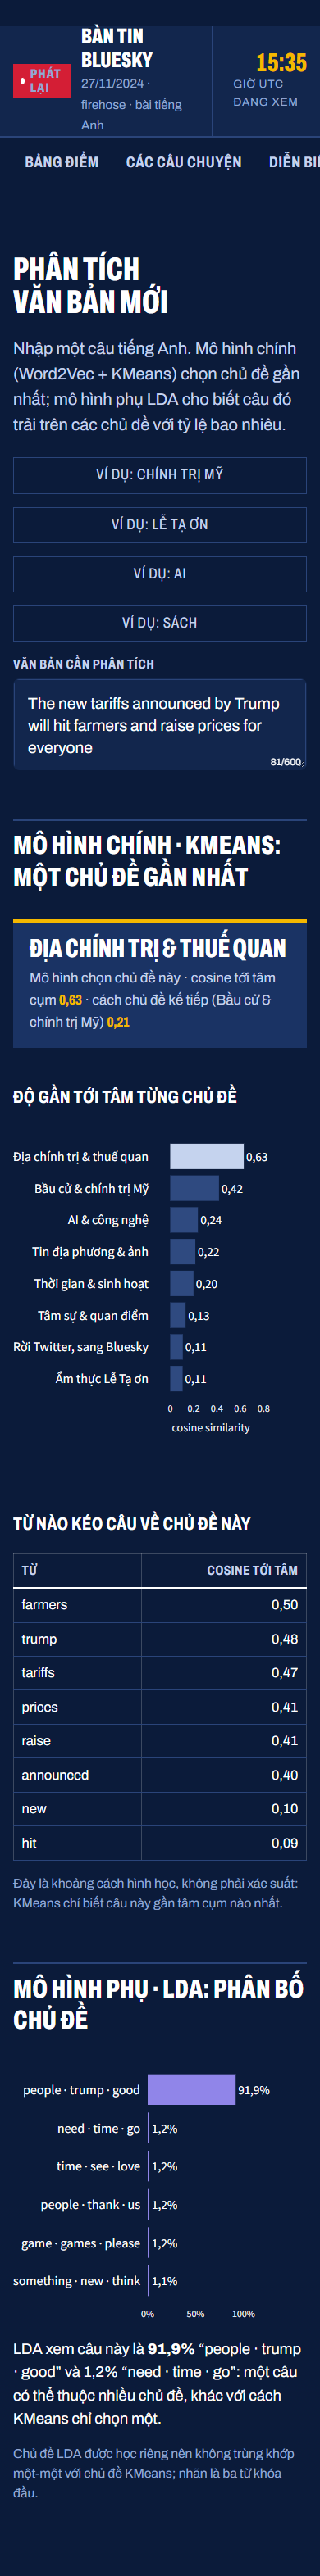 PHÁT LẠI
BẢN TIN
BLUESKY
27/11/2024 ·
firehose · bài tiếng
Anh
15:35
GIỜ UTC
ĐANG XEM
BẢNG ĐIỂM
CÁC CÂU CHUYỆN
DIỄN BI
PHÂN TÍCH
VĂN BẢN MỚI
Nhập một câu tiếng Anh. Mô hình chính
(Word2Vec + KMeans) chọn chủ đề gần
nhất; mô hình phụ LDA cho biết câu đó
trải trên các chủ đề với tỷ lệ bao nhiêu.
VÍ DỤ: CHÍNH TRỊ MỸ
VÍ DỤ: LỄ TẠ ƠN
VÍ DỤ: AI
VÍ DỤ: SÁCH
VĂN BẢN CẦN PHÂN TÍCH
The new tariffs announced by Trump
will hit farmers and raise prices for
everyone
81/600
MÔ HÌNH CHÍNH · KMEANS:
MỘT CHỦ ĐỀ GẦN NHẤT
ĐỊA CHÍNH TRỊ & THUẾ QUAN
Mô hình chọn chủ đề này · cosine tới tâm
cụm 0,63 · cách chủ đề kế tiếp (Bầu cử &
chính trị Mỹ) 0,21
ĐỘ GẦN TỚI TÂM TỪNG CHỦ ĐỀ
Địa chính trị & thuế quan 0,63
Bầu cử & chính trị Mỹ 0,42
AI & công nghệ 0,24
Tin địa phương & ảnh 0,22
Thời gian & sinh hoạt 0,20
Tâm sự & quan điểm 0,13
Rời Twitter, sang Bluesky 0,11
Ẩm thực Lễ Tạ ơn 0,11
0 0.2 0.4 0.6 0.8
cosine similarity
TỪ NÀO KÉO CÂU VỀ CHỦ ĐỀ NÀY
TỪ COSINE TỚI TÂM
farmers 0,50
trump 0,48
tariffs 0,47
prices 0,41
raise 0,41
announced 0,40
new 0,10
hit 0,09
Đây là khoảng cách hình học, không phải xác suất:
KMeans chỉ biết câu này gần tâm cụm nào nhất.
MÔ HÌNH PHỤ · LDA: PHÂN BỐ
CHỦ ĐỀ
people · trump · good 91,9%
need · time · go 1,2%
time · see · love 1,2%
people · thank · us 1,2%
game · games · please 1,2%
something · new · think 1,1%
0% 50% 100%
LDA xem câu này là 91,9% “people · trump
· good” và 1,2% “need · time · go”: một câu
có thể thuộc nhiều chủ đề, khác với cách
KMeans chỉ chọn một.
Chủ đề LDA được học riêng nên không trùng khớp
một-một với chủ đề KMeans; nhãn là ba từ khóa
đầu.